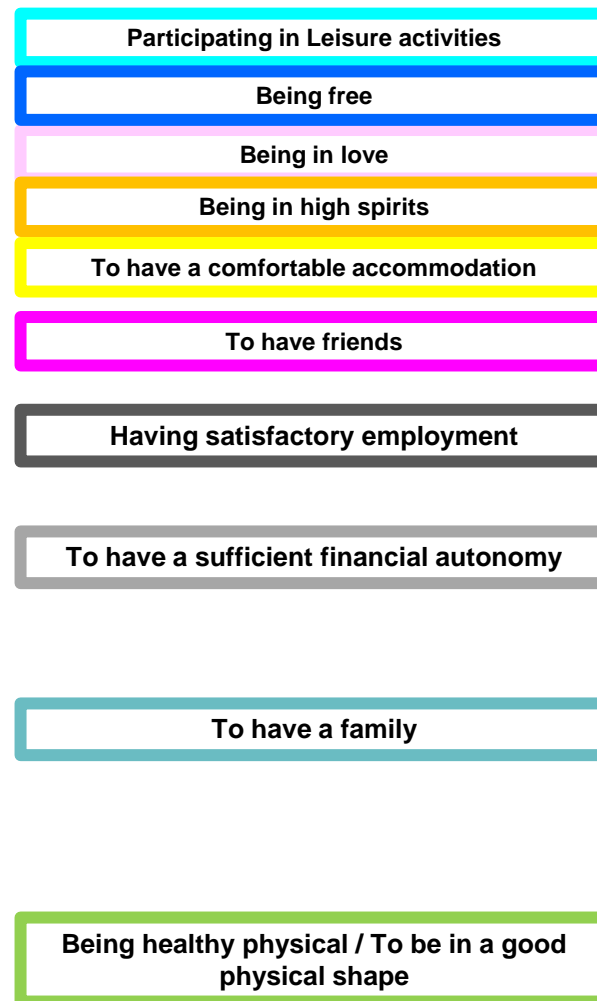 Participating in Leisure activities
Being free
Being in love
Being in high spirits
To have a comfortable accommodation
To have friends
Having satisfactory employment
To have a sufficient financial autonomy
To have a family
Being healthy physical / To be in a good
physical shape